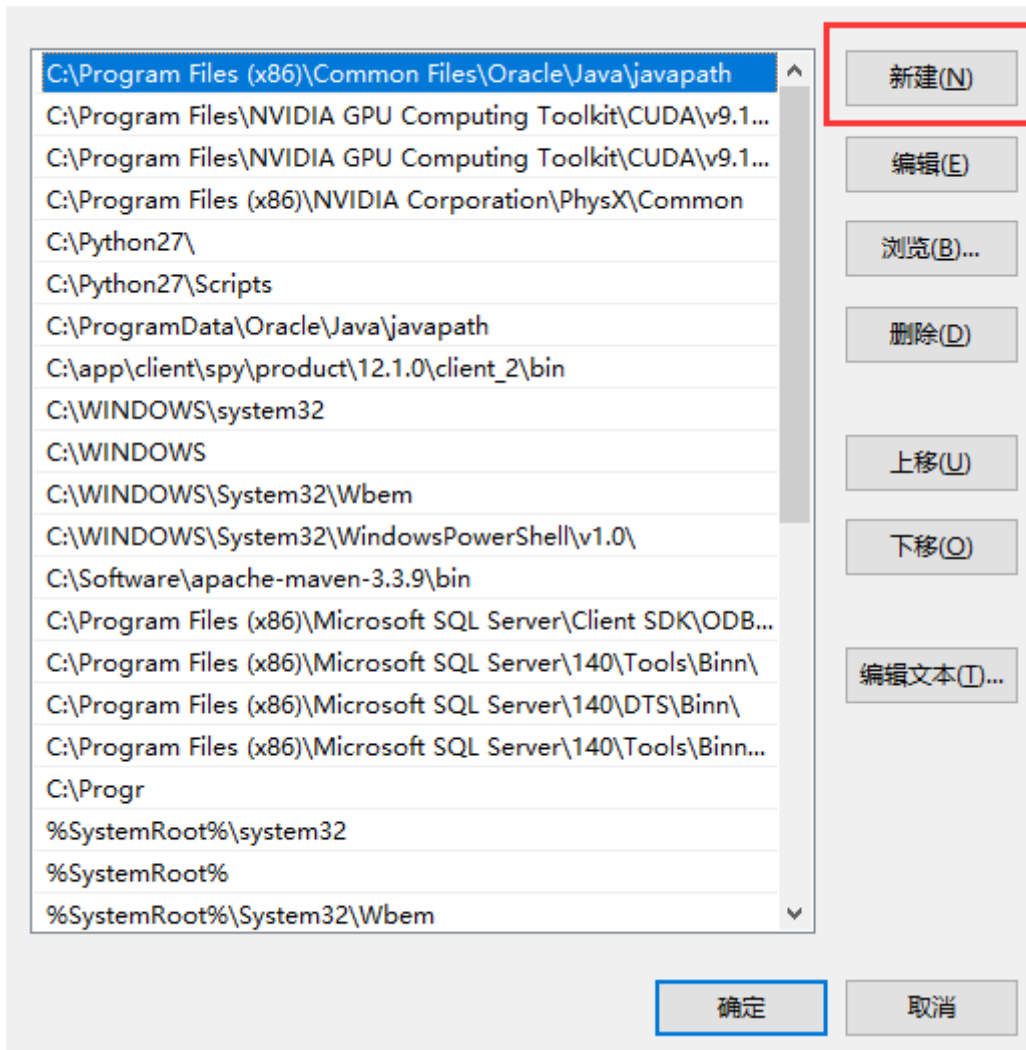 C:\Program Files (x86)\Common Files\Oracle\Java\javapath
C:\Program Files\NVIDIA GPU Computing Toolkit\CUDA\v9.1...
C:\Program Files\NVIDIA GPU Computing Toolkit\CUDA\v9.1...
C:\Program Files (x86)\NVIDIA Corporation\PhysX\Common
C:\Python27\
C:\Python27\Scripts
C:\ProgramData\Oracle\Java\javapath
C:\app\client\spy\product\12.1.0\client_2\bin
C:\WINDOWS\system32
C:\WINDOWS
C:\WINDOWS\System32\Wbem
C:\WINDOWS\System32\WindowsPowerShell\v1.0\
C:\Software\apache-maven-3.3.9\bin
C:\Program Files (x86)\Microsoft SQL Server\Client SDK\ODB...
C:\Program Files (x86)\Microsoft SQL Server\140\Tools\Binn\
C:\Program Files (x86)\Microsoft SQL Server\140\DTS\Binn\
C:\Program Files (x86)\Microsoft SQL Server\140\Tools\Binn...
C:\Progr
%SystemRoot%\system32
%SystemRoot%
%SystemRoot%\System32\Wbem
新建(N)
编辑(E)
浏览(B)...
删除(D)
上移(U)
下移(O)
编辑文本(T)...
确定
取消